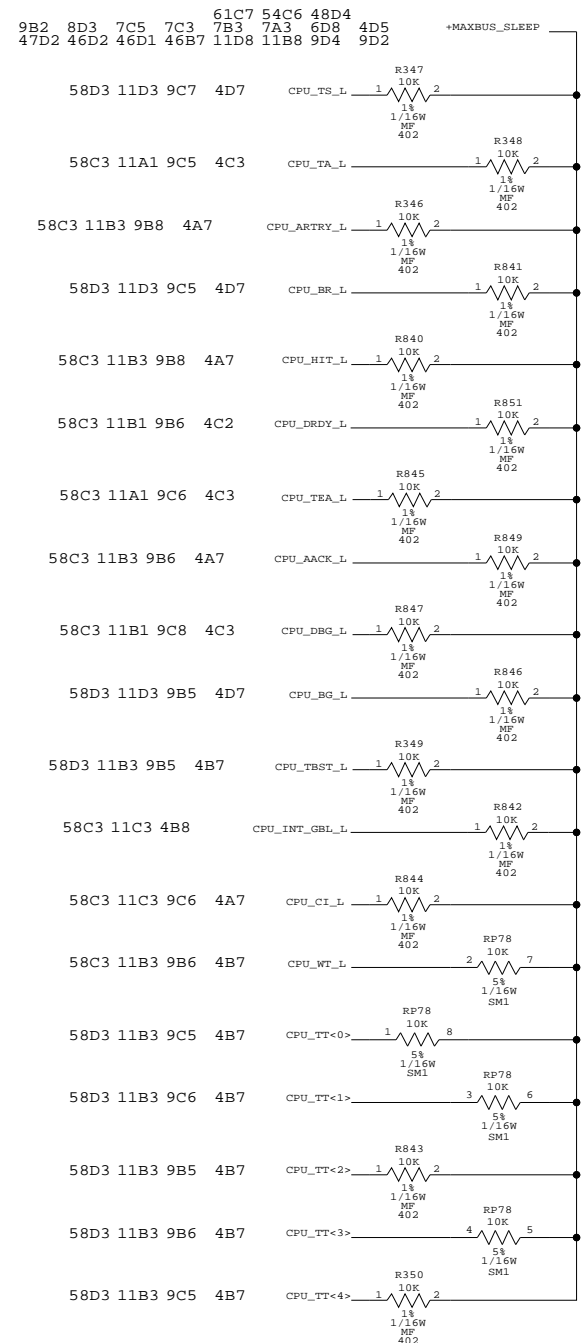 61C7 54C6 48D4
9B2 8D3 7C5 7C3 7B3 7A3 6D8 4D5
47D2 46D2 46D1 46B7 11D8 11B8 9D4 9D2
+MAXBUS_SLEEP
R347
10K
58D3 11D3 9C7 4D7 CPU_TS_L 1 2
1%
1/16W
MF
402
R348
10K
58C3 11A1 9C5 4C3 CPU_TA_L 1 2
1%
1/16W
MF
402
R346
10K
58C3 11B3 9B8 4A7 CPU_ARTRY_L 1 2
1%
1/16W
MF
402
R841
10K
58D3 11D3 9C5 4D7 CPU_BR_L 1 2
1%
1/16W
MF
402
R840
10K
58C3 11B3 9B8 4A7 CPU_HIT_L 1 2
1%
1/16W
MF
402
R851
10K
58C3 11B1 9B6 4C2 CPU_DRDY_L 1 2
1%
1/16W
MF
402
R845
10K
58C3 11A1 9C6 4C3 CPU_TEA_L 1 2
1%
1/16W
MF
402
R849
10K
58C3 11B3 9B6 4A7 CPU_AACK_L 1 2
1%
1/16W
MF
402
R847
10K
58C3 11B1 9C8 4C3 CPU_DBG_L 1 2
1%
1/16W
MF
402
R846
10K
58D3 11D3 9B5 4D7 CPU_BG_L 1 2
1%
1/16W
MF
402
R349
10K
58D3 11B3 9B5 4B7 CPU_TBST_L 1 2
1%
1/16W
MF
402
R842
10K
58C3 11C3 4B8 CPU_INT_GBL_L 1 2
1%
1/16W
MF
402
R844
10K
58C3 11C3 9C6 4A7 CPU_CI_L 1 2
1%
1/16W
MF
402
RP78
10K
58C3 11B3 9B6 4B7 CPU_WT_L 2 7
5%
1/16W
SM1
RP78
10K
58D3 11B3 9C5 4B7 CPU_TT<0> 1 8
5%
1/16W
SM1
RP78
10K
58D3 11B3 9C6 4B7 CPU_TT<1> 3 6
5%
1/16W
SM1
R843
10K
58D3 11B3 9B5 4B7 CPU_TT<2> 1 2
1%
1/16W
MF
402
RP78
10K
58D3 11B3 9B6 4B7 CPU_TT<3> 4 5
5%
1/16W
SM1
R350
10K
58D3 11B3 9C5 4B7 CPU_TT<4> 1 2
1%
1/16W
MF
402